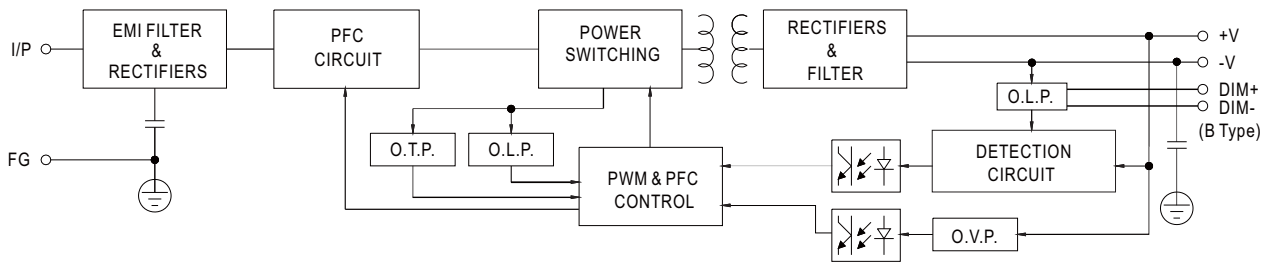 I/P
EMI FILTER
&
RECTIFIERS
PFC
CIRCUIT
POWER
SWITCHING
RECTIFIERS
&
FILTER
+V
-V
DIM+
DIM-
(B Type)
O.L.P.
FG
O.T.P.
O.L.P.
PWM & PFC
CONTROL
DETECTION
CIRCUIT
O.V.P.